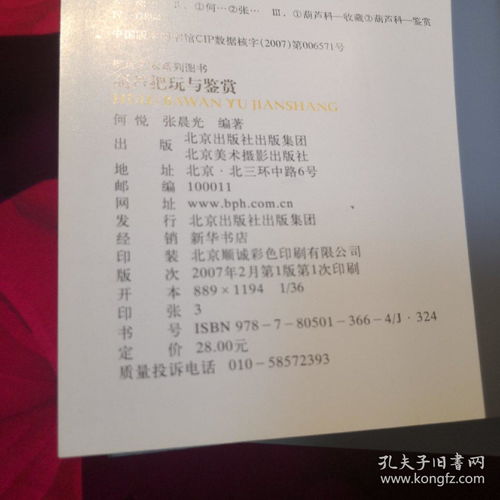 Ⅱ.①何…②张… Ⅲ.①葫芦科—收藏②葫芦科—鉴赏
中国版本图书馆CIP数据核字(2007)第006571号
系列图书
把玩与鉴赏
BAWAN YU JIANSHANG
何 悦 张晨光 编著
出 版 北京出版社出版集团
北京美术摄影出版社
地 址 北京·北三环中路6号
邮 编 100011
网 址 www.bph.com.cn
发 行 北京出版社出版集团
经 销 新华书店
印 装 北京顺诚彩色印刷有限公司
版 次 2007年2月第1版第1次印刷
开 本 889×1194 1/36
印 张 3
书 号 ISBN 978-7-80501-366-4/J·324
定 价 28.00元
质量投诉电话 010-58572393
孔夫子旧书网
kongfz.com